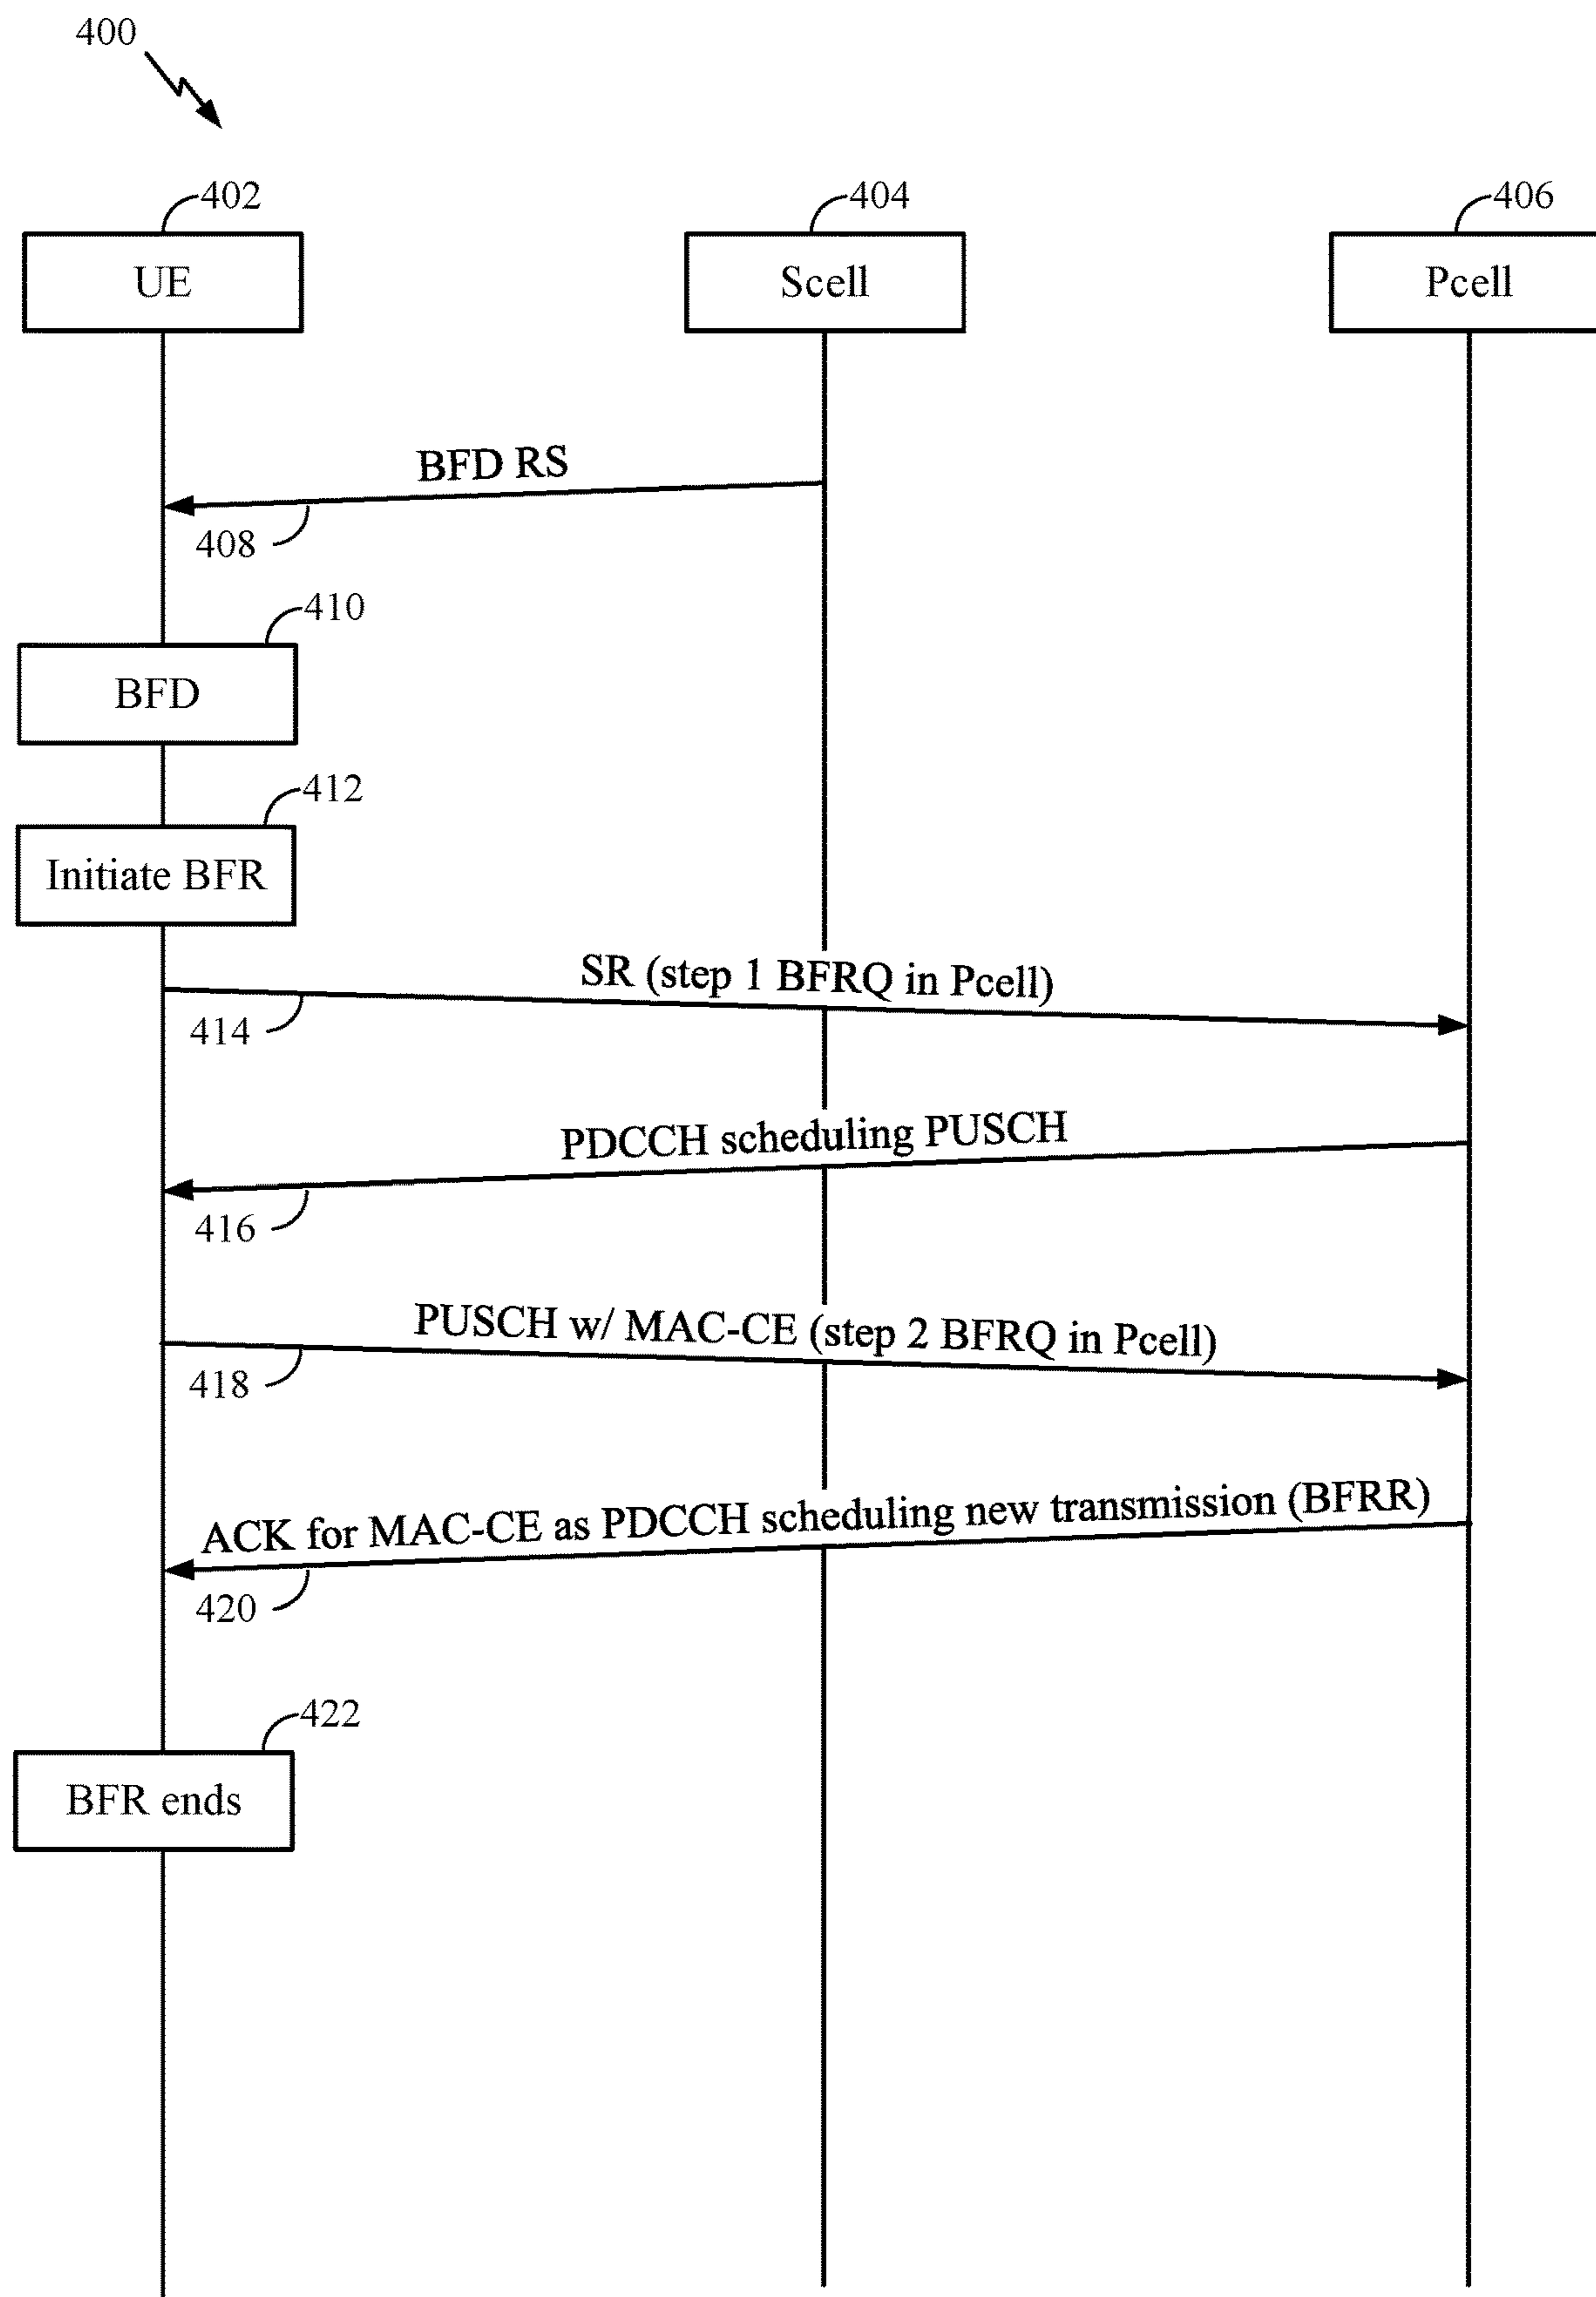 400
402
404
406
UE
Scell
Pcell
BFD RS
408
410
BFD
412
Initiate BFR
SR (step 1 BFRQ in Pcell)
414
PDCCH scheduling PUSCH
416
PUSCH w/ MAC-CE (step 2 BFRQ in Pcell)
418
ACK for MAC-CE as PDCCH scheduling new transmission (BFRR)
420
422
BFR ends